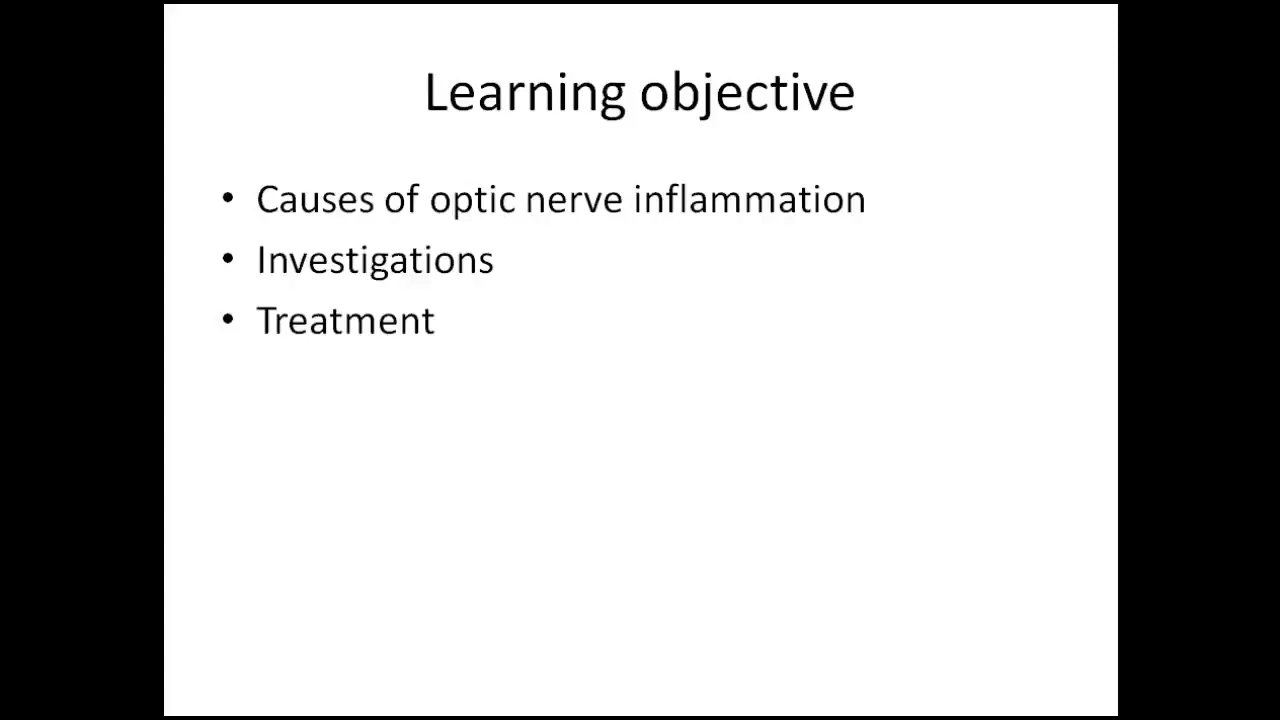 Learning objective
• Causes of optic nerve inflammation
• Investigations
• Treatment